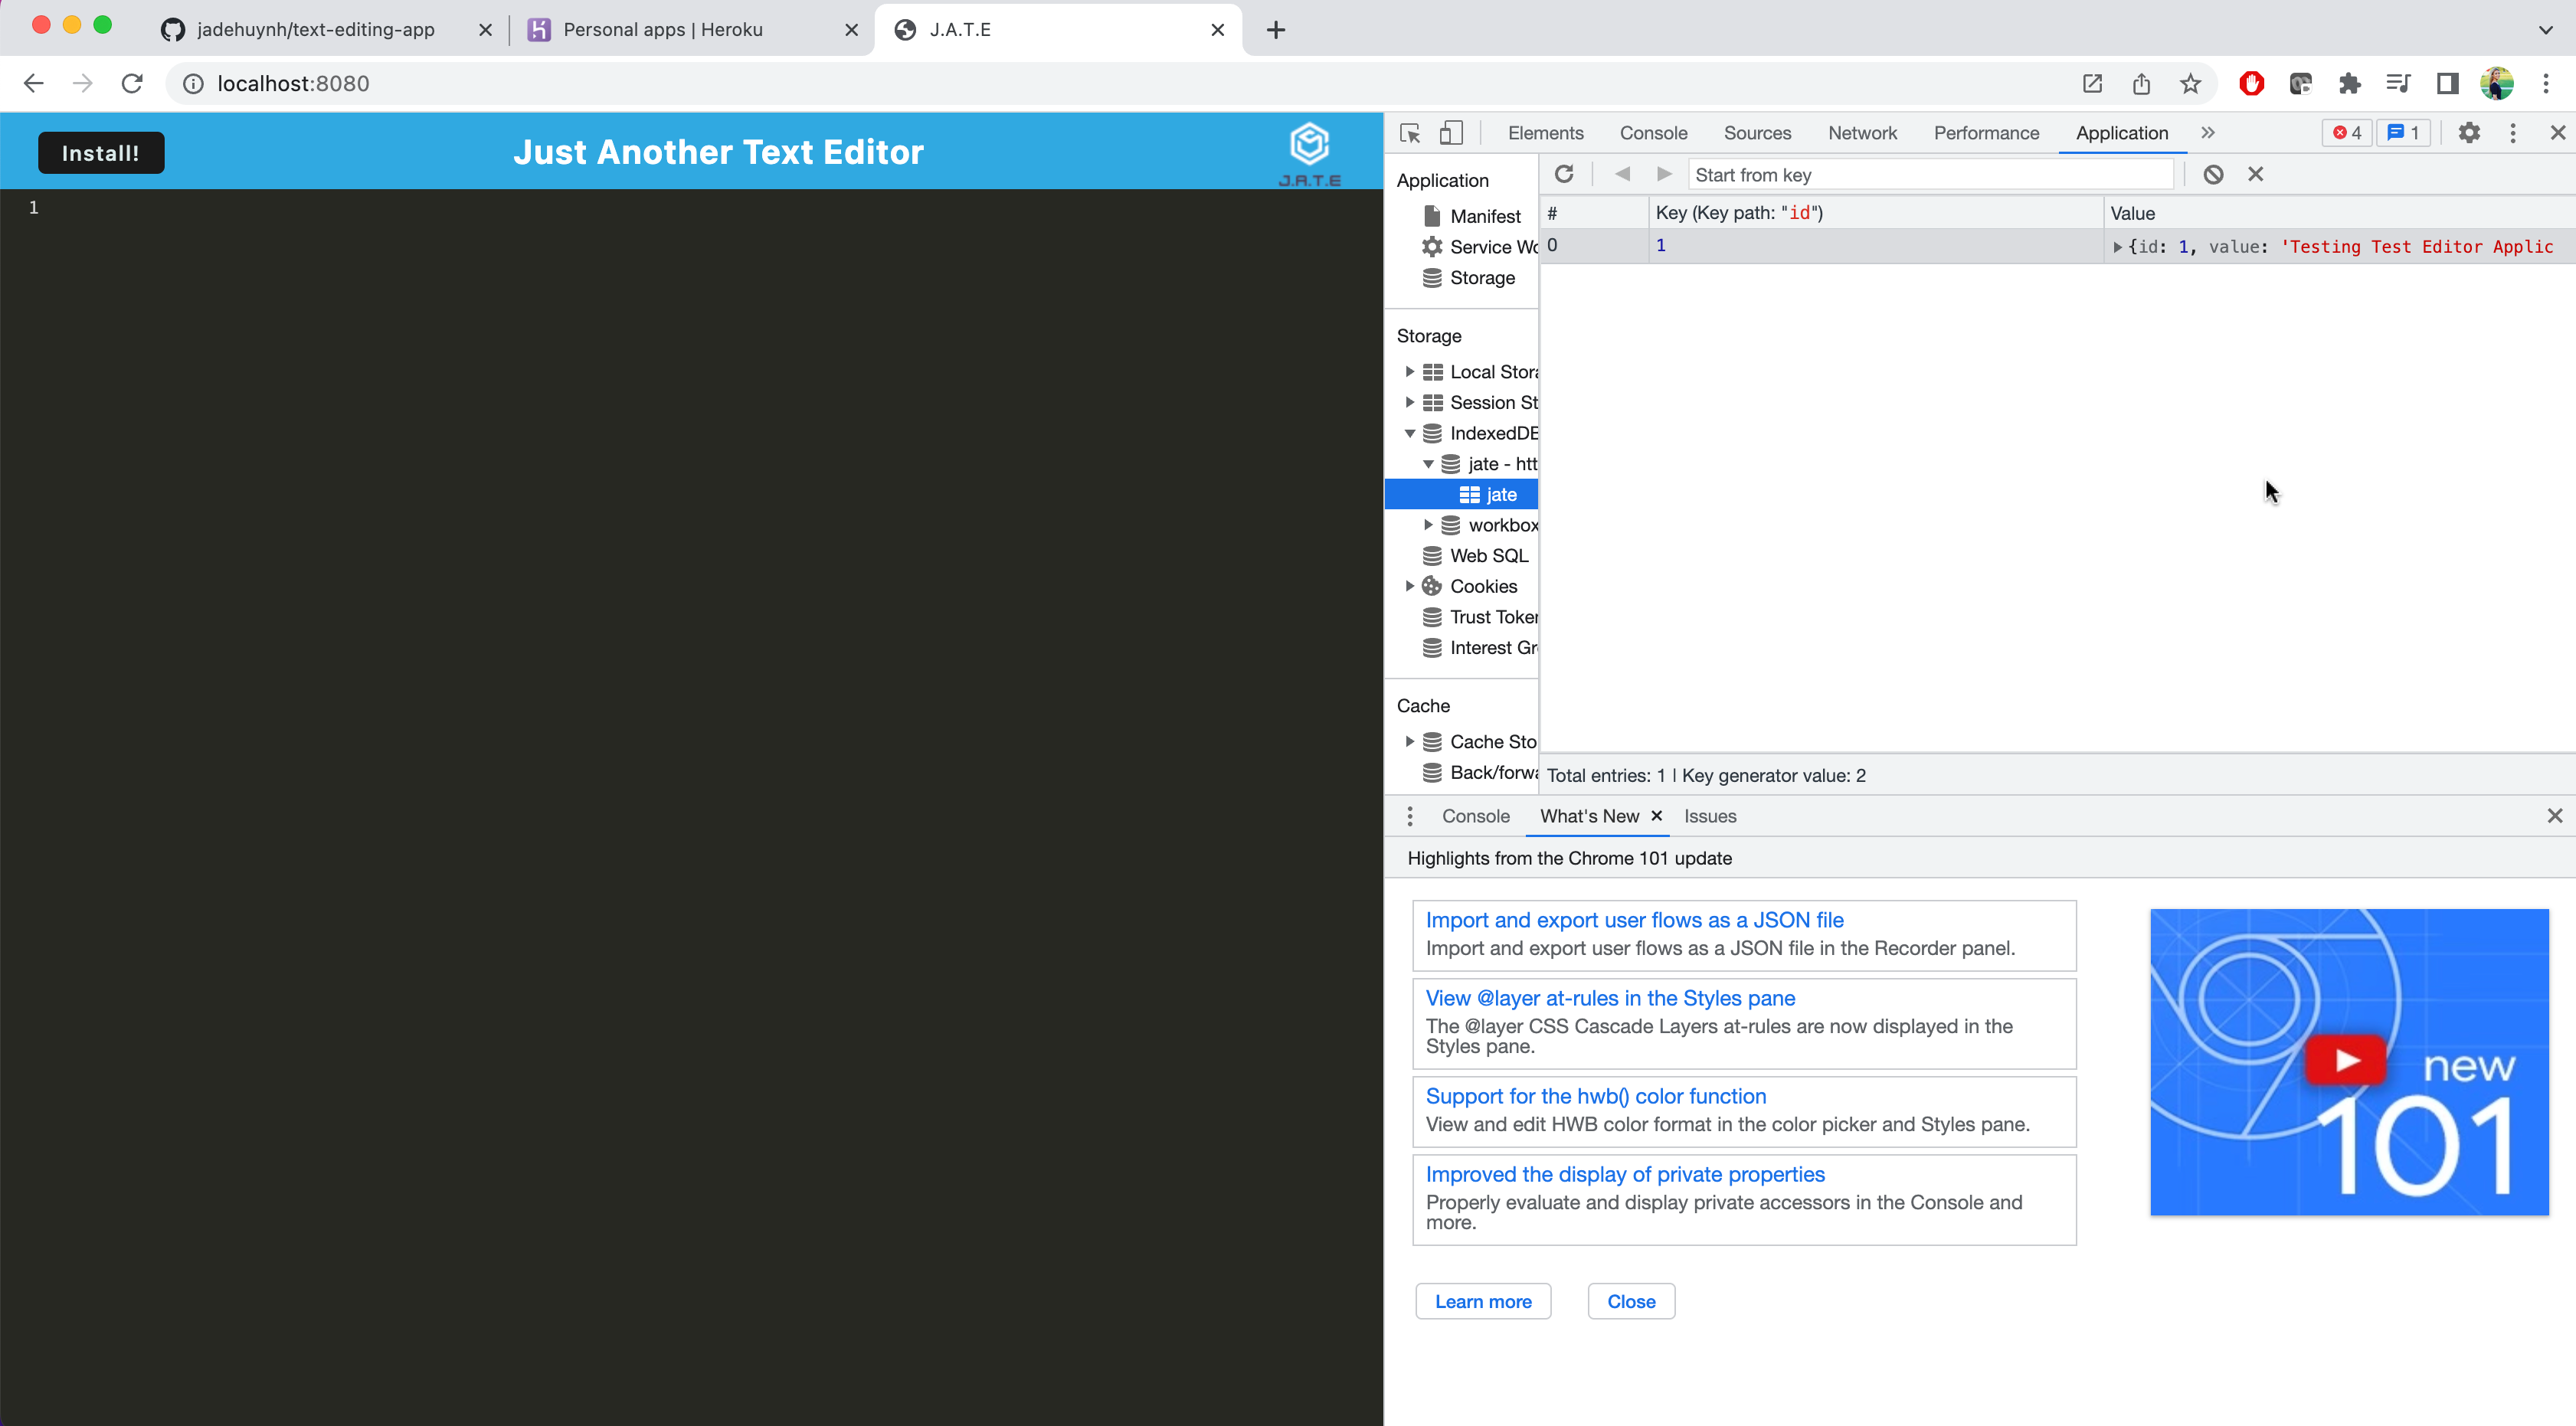 jadehuynh/text-editing-app
Personal apps | Heroku
J.A.T.E
localhost:8080
Install!
Just Another Text Editor
J.A.T.E
1
Elements Console Sources Network Performance Application
4
1
Application
Manifest
Service Wo
Storage
Storage
Local Stora
Session St
IndexedDB
jate - htt
jate
workbox
Web SQL
Cookies
Trust Token
Interest Gr
Cache
Cache Sto
Back/forwa
Start from key
# Key (Key path: "id") Value
0 1 {id: 1, value: 'Testing Test Editor Applic
Total entries: 1 | Key generator value: 2
Console What's New Issues
Highlights from the Chrome 101 update
Import and export user flows as a JSON file
Import and export user flows as a JSON file in the Recorder panel.
View @layer at-rules in the Styles pane
The @layer CSS Cascade Layers at-rules are now displayed in the
Styles pane.
Support for the hwb() color function
View and edit HWB color format in the color picker and Styles pane.
Improved the display of private properties
Properly evaluate and display private accessors in the Console and
more.
Learn more Close
new
101